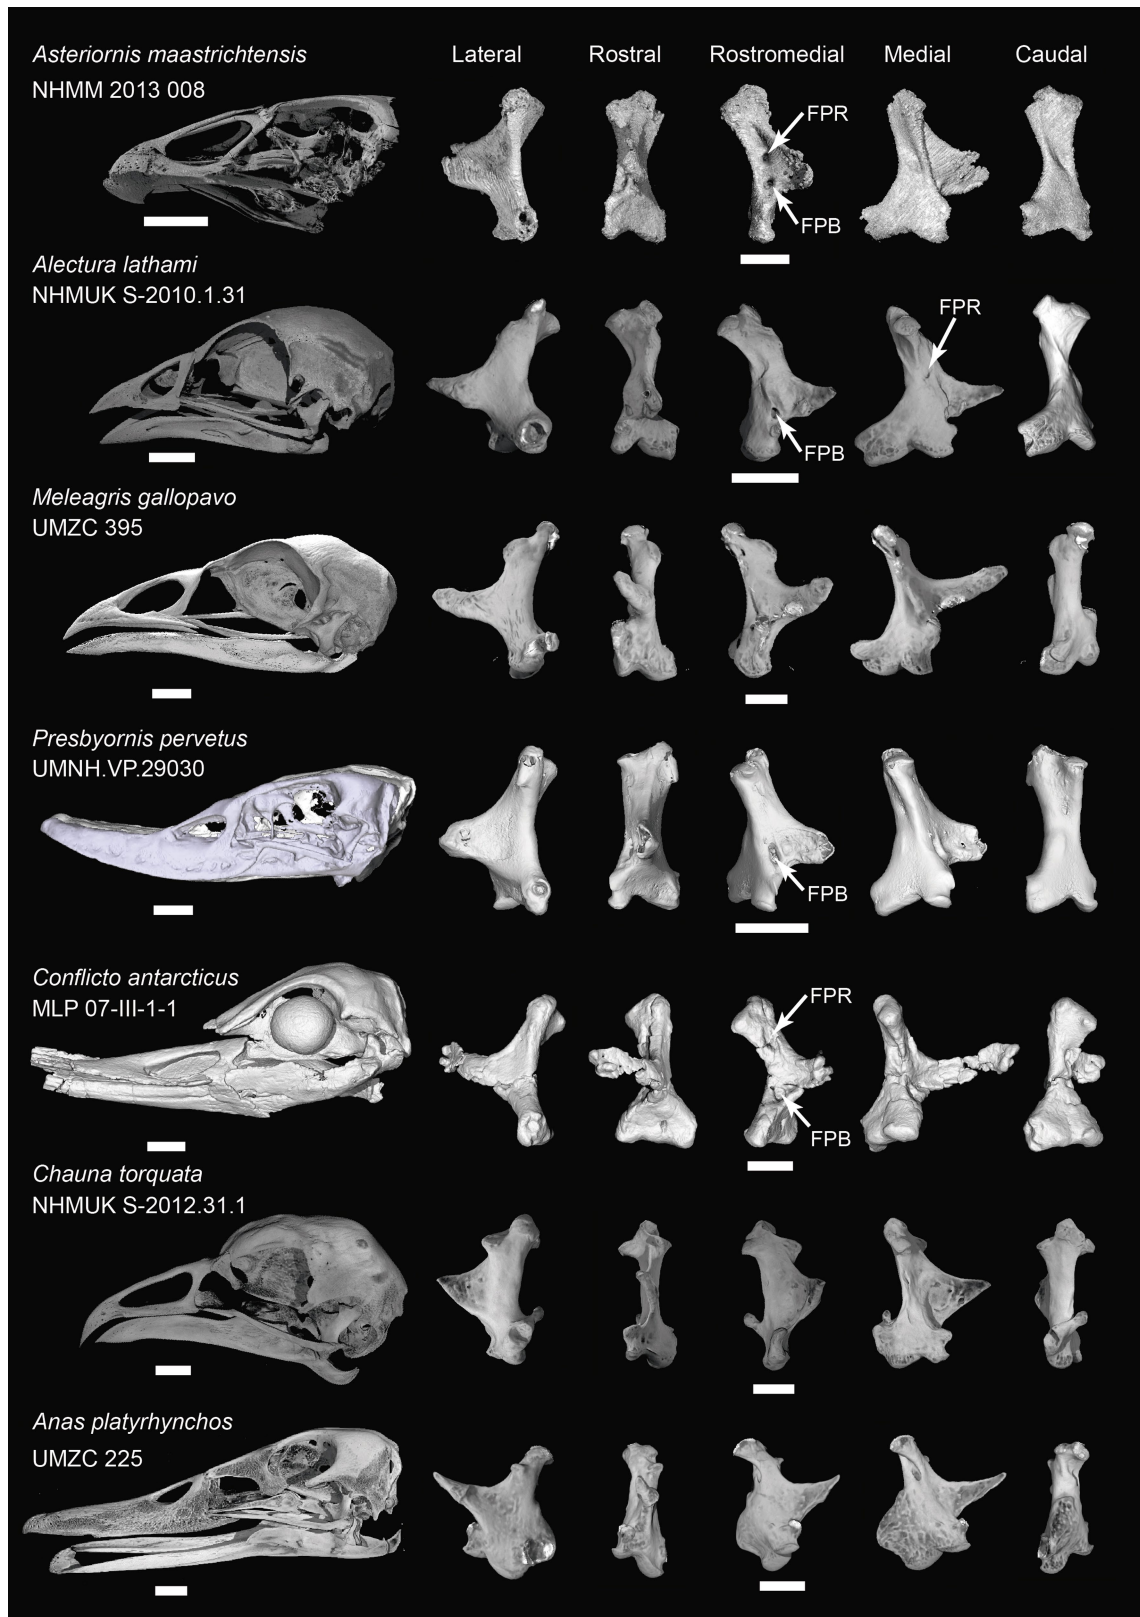 Asteriornis maastrichtensis
NHMM 2013 008
Lateral
Rostral
Rostromedial
Medial
Caudal
FPR
FPB
Alectura lathami
NHMUK S-2010.1.31
FPR
FPB
Meleagris gallopavo
UMZC 395
Presbyornis pervetus
UMNH.VP.29030
FPB
Conflicto antarcticus
MLP 07-III-1-1
FPR
FPB
Chauna torquata
NHMUK S-2012.31.1
Anas platyrhynchos
UMZC 225